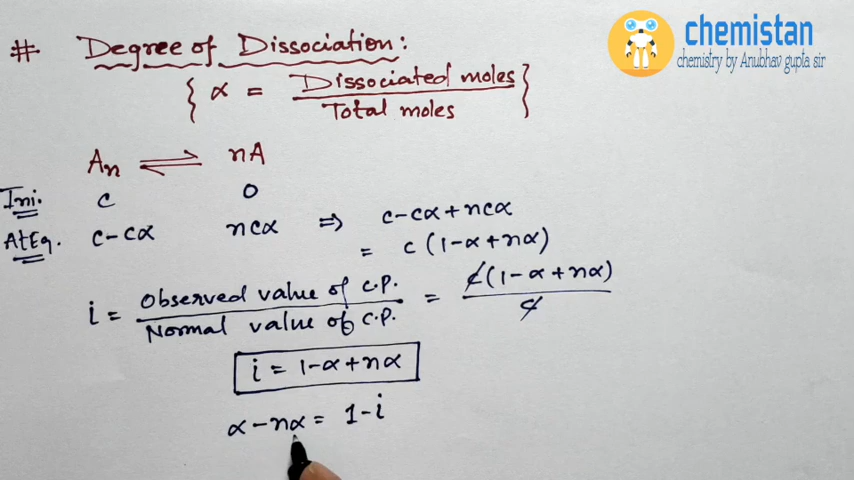 # Degree of Dissociation:
chemistan
chemistry by Anubhav gupta sir
{ α = Dissociated moles / Total moles }
An ⇌ nA
Ini. c 0
At Eq. c-cα ncα ⇒ c-cα+ncα
= c (1-α+nα)
i = Observed value of c.p. / Normal value of c.p. = c(1-α+nα) / c
i = 1-α+nα
α-nα = 1-i